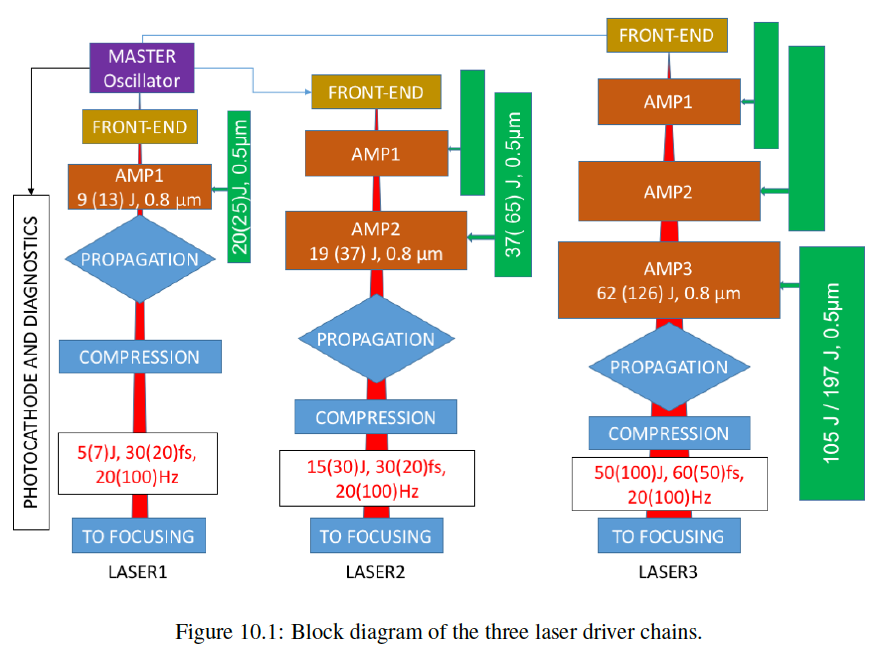 MASTER
Oscillator
FRONT-END
AMP1
9 (13) J, 0.8 µm
20(25)J, 0.5µm
PROPAGATION
COMPRESSION
5(7)J, 30(20)fs,
20(100)Hz
TO FOCUSING
LASER1
PHOTOCATHODE AND DIAGNOSTICS
FRONT-END
AMP1
AMP2
19 (37) J, 0.8 µm
37( 65) J, 0.5µm
PROPAGATION
COMPRESSION
15(30)J, 30(20)fs,
20(100)Hz
TO FOCUSING
LASER2
FRONT-END
AMP1
AMP2
AMP3
62 (126) J, 0.8 µm
105 J / 197 J, 0.5µm
PROPAGATION
COMPRESSION
50(100)J, 60(50)fs,
20(100)Hz
TO FOCUSING
LASER3
Figure 10.1: Block diagram of the three laser driver chains.